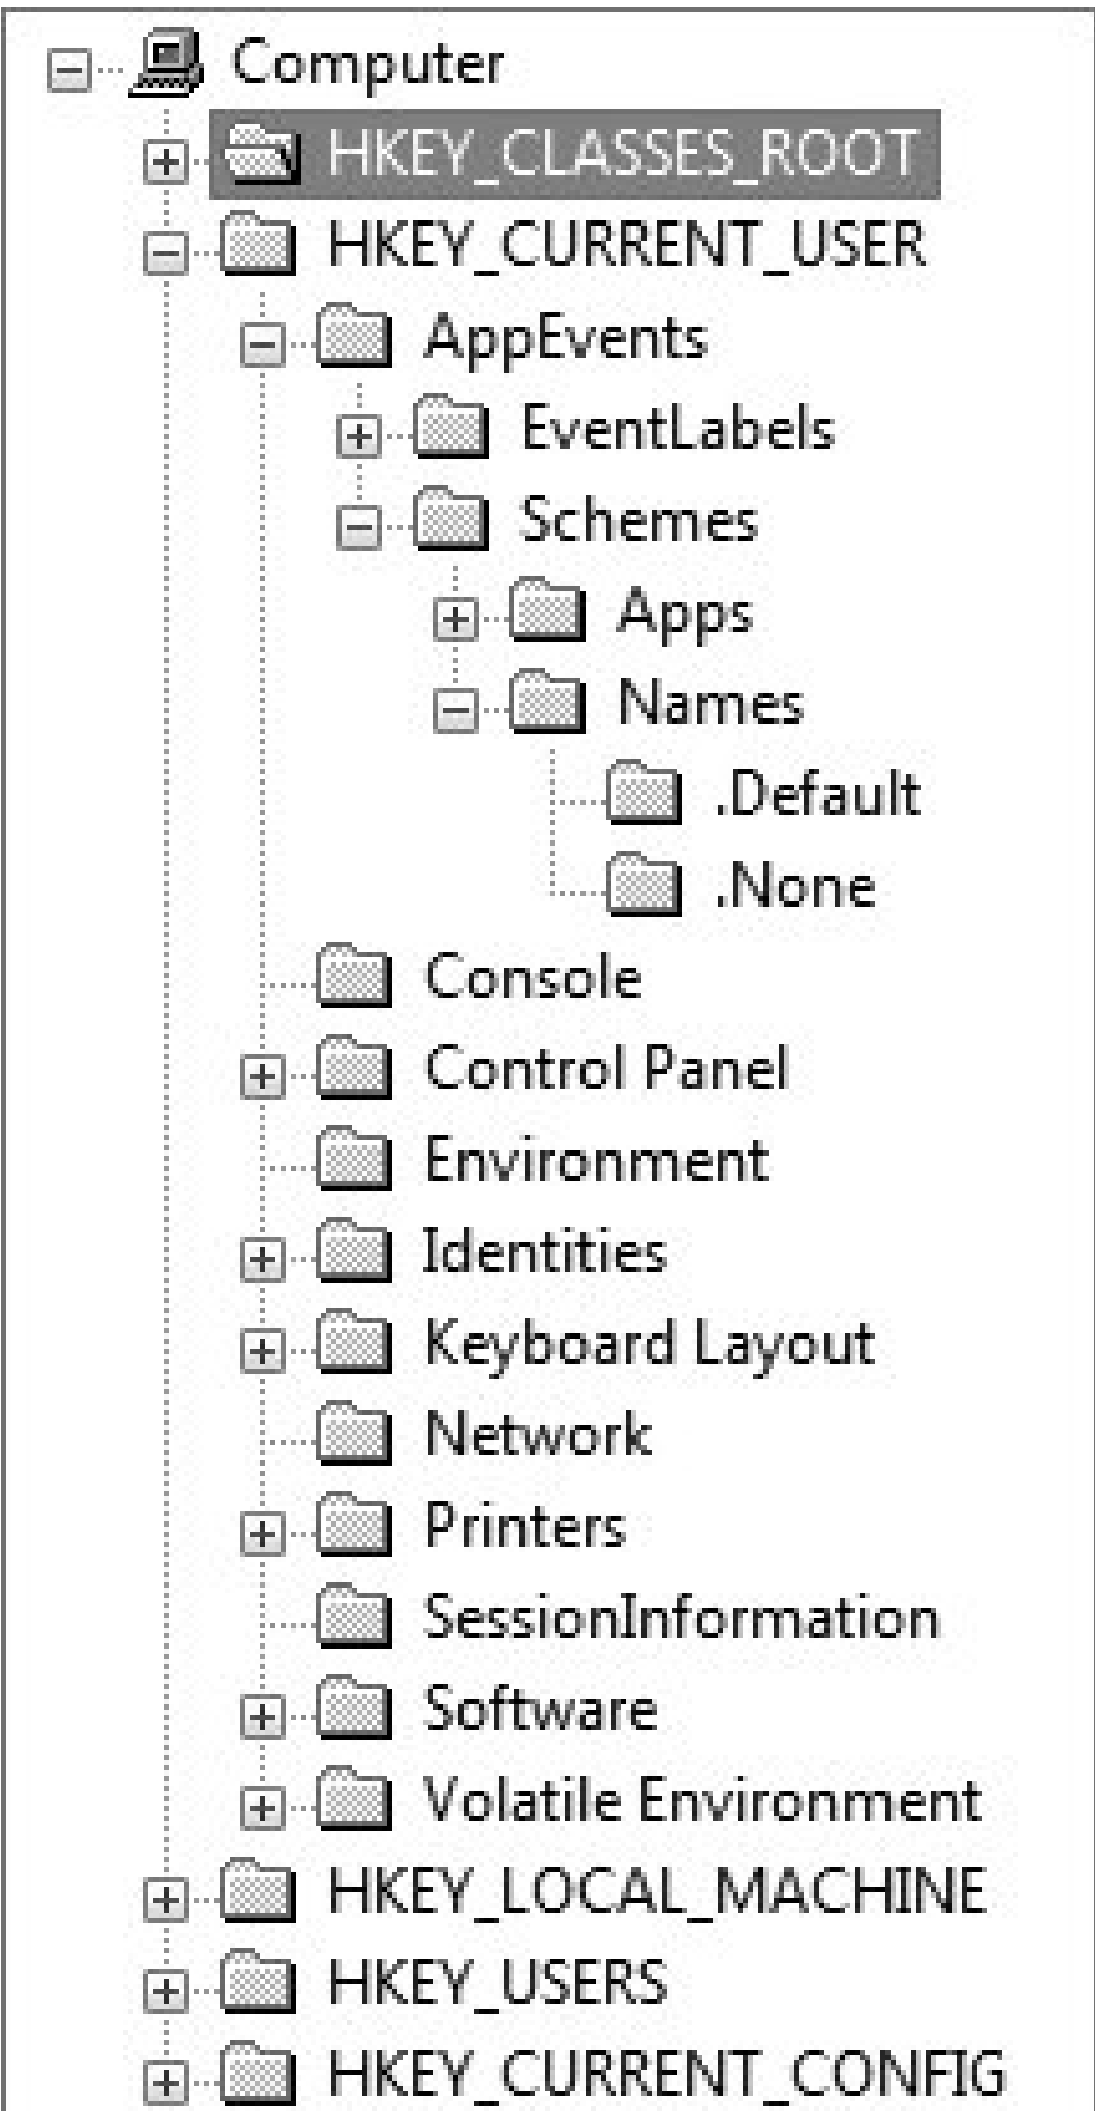 Computer
HKEY_CLASSES_ROOT
HKEY_CURRENT_USER
AppEvents
EventLabels
Schemes
Apps
Names
.Default
.None
Console
Control Panel
Environment
Identities
Keyboard Layout
Network
Printers
SessionInformation
Software
Volatile Environment
HKEY_LOCAL_MACHINE
HKEY_USERS
HKEY_CURRENT_CONFIG